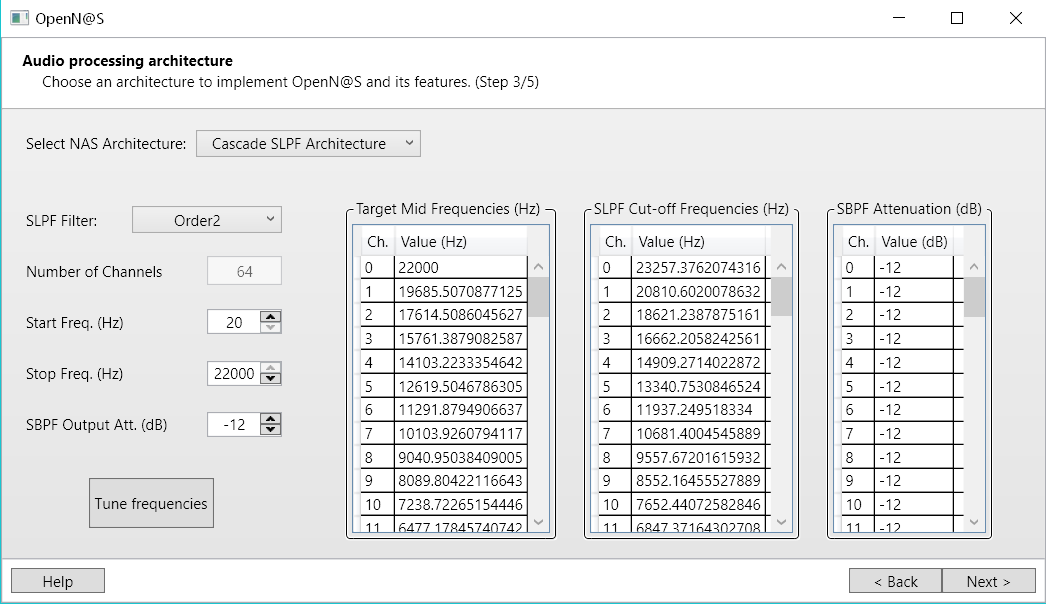 OpenN@S
Audio processing architecture
Choose an architecture to implement OpenN@S and its features. (Step 3/5)
Select NAS Architecture: Cascade SLPF Architecture
SLPF Filter: Order2
Number of Channels 64
Start Freq. (Hz) 20
Stop Freq. (Hz) 22000
SBPF Output Att. (dB) -12
Tune frequencies
Target Mid Frequencies (Hz)
Ch. Value (Hz)
0 22000
1 19685.5070877125
2 17614.5086045627
3 15761.3879082587
4 14103.2233354642
5 12619.5046786305
6 11291.8794906637
7 10103.9260794117
8 9040.95038409005
9 8089.80422116643
10 7238.72265154446
11 6477.17845740742
SLPF Cut-off Frequencies (Hz)
Ch. Value (Hz)
0 23257.3762074316
1 20810.6020078632
2 18621.2387875161
3 16662.2058242561
4 14909.2714022872
5 13340.7530846524
6 11937.249518334
7 10681.4004545889
8 9557.67201615932
9 8552.16455527889
10 7652.44072582846
11 6847.37164302708
SBPF Attenuation (dB)
Ch. Value (dB)
0 -12
1 -12
2 -12
3 -12
4 -12
5 -12
6 -12
7 -12
8 -12
9 -12
10 -12
11 -12
Help
< Back
Next >